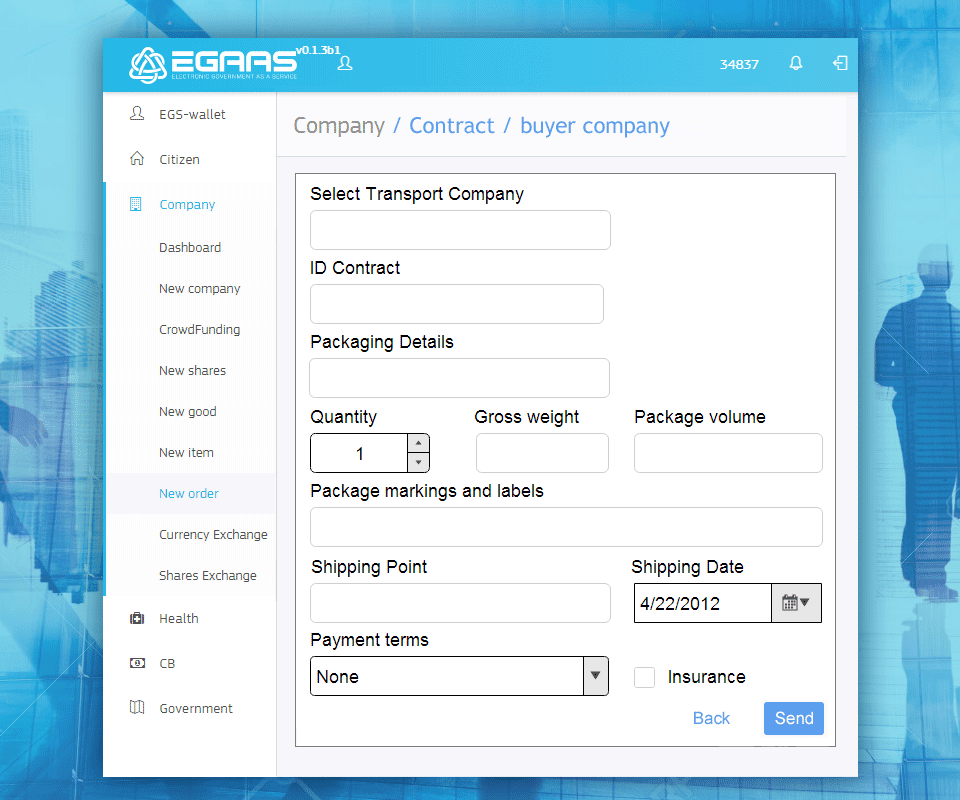 EGAAS v0.1.3b1
ELECTRONIC GOVERNMENT AS A SERVICE
34837
EGS-wallet
Citizen
Company
Dashboard
New company
CrowdFunding
New shares
New good
New item
New order
Currency Exchange
Shares Exchange
Health
CB
Government
Company / Contract / buyer company
Select Transport Company
ID Contract
Packaging Details
Quantity Gross weight Package volume
1
Package markings and labels
Shipping Point Shipping Date
4/22/2012
Payment terms
None Insurance
Back Send